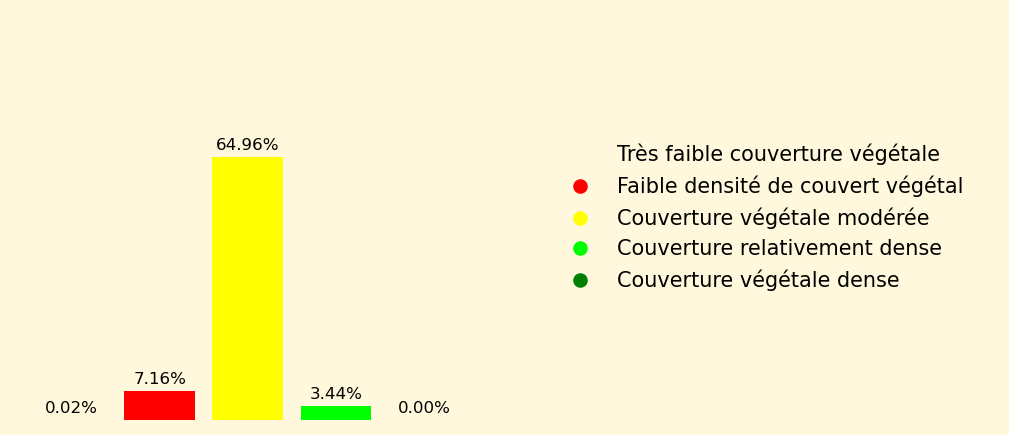 64.96%
7.16%
3.44%
0.02%
0.00%
Très faible couverture végétale
Faible densité de couvert végétal
Couverture végétale modérée
Couverture relativement dense
Couverture végétale dense